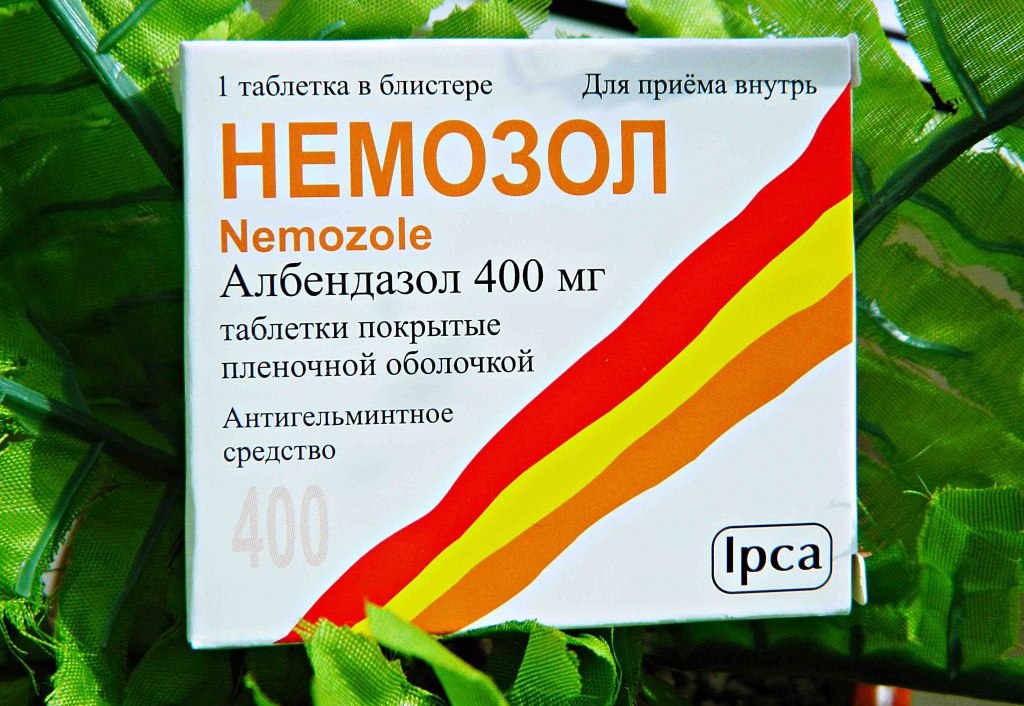 1 таблетка в блистере
Для приёма внутрь
НЕМОЗОЛ
Nemozole
Албендазол 400 мг
таблетки покрытые
пленочной оболочкой
Антигельминтное
средство
400
Ipca